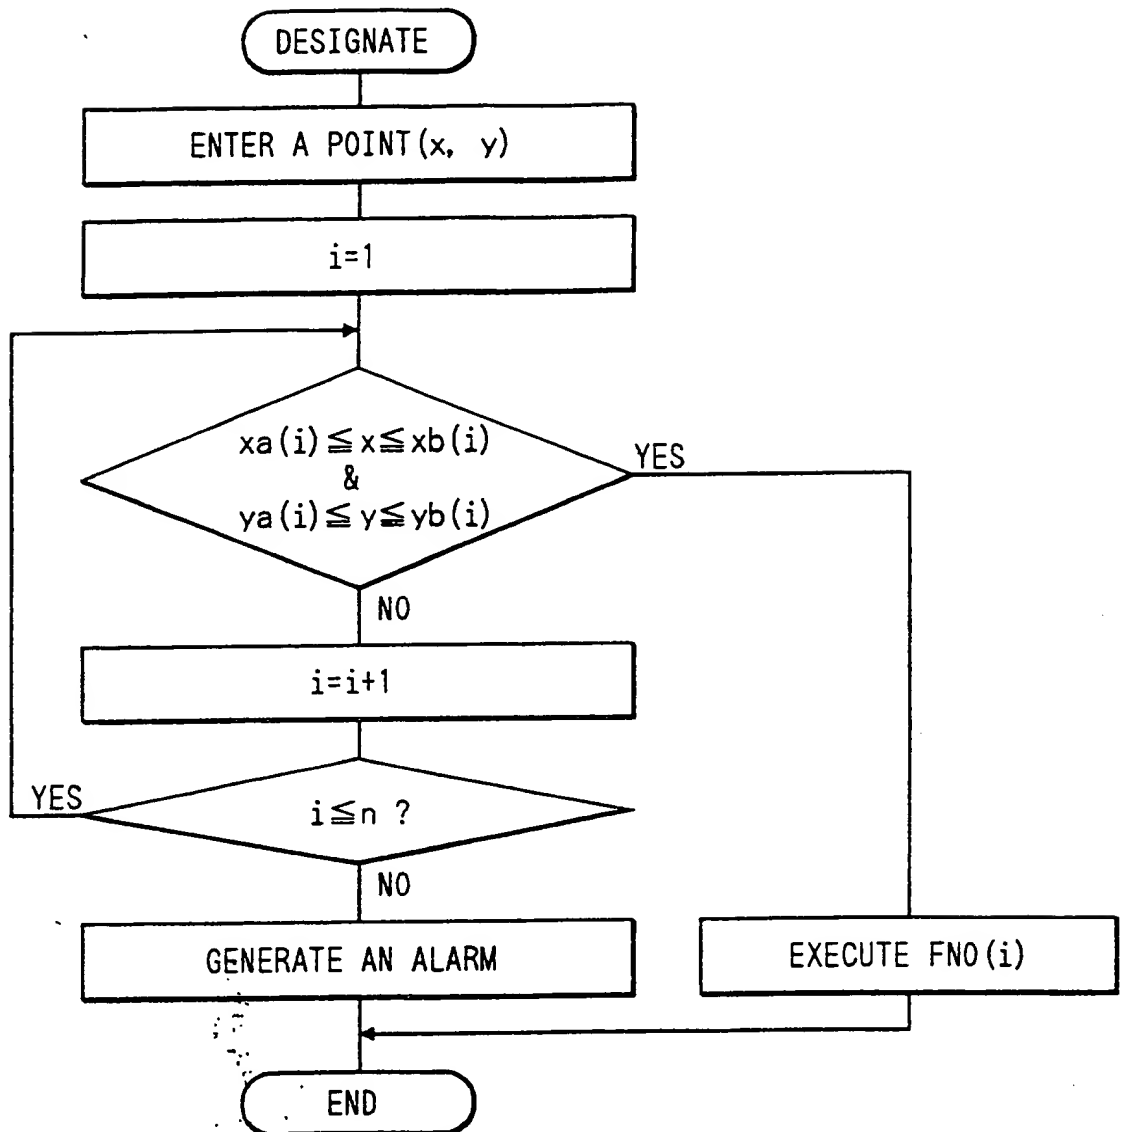 DESIGNATE
ENTER A POINT(x, y)
i=1
xa(i)≦x≦xb(i)
&
ya(i)≦y≦yb(i)
YES
NO
i=i+1
YES
i≦n ?
NO
GENERATE AN ALARM
EXECUTE FNO(i)
END